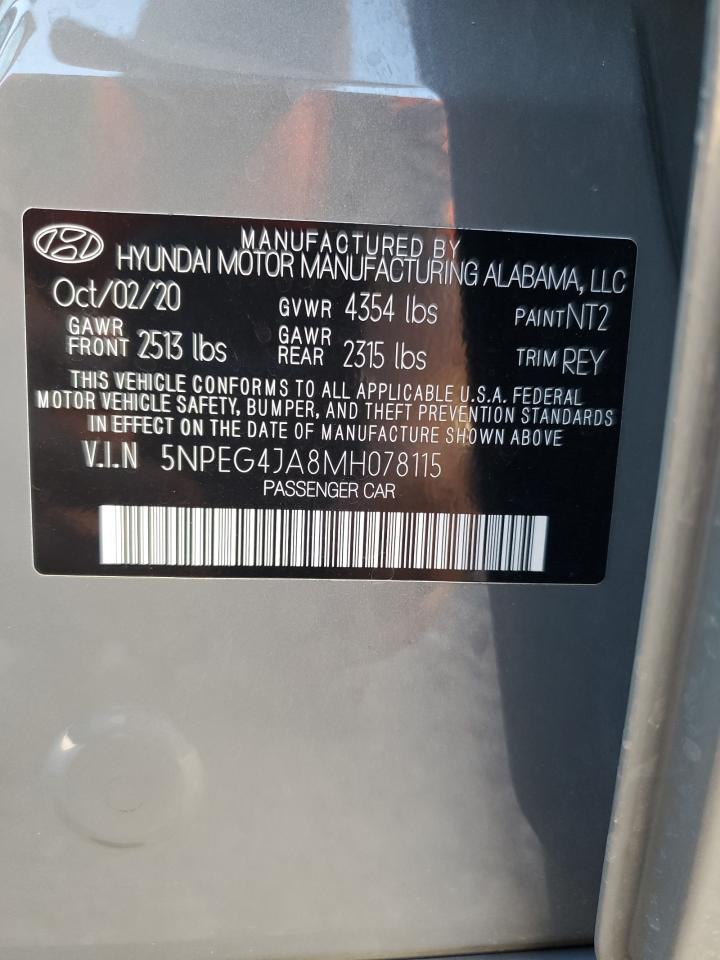 MANUFACTURED BY
HYUNDAI MOTOR MANUFACTURING ALABAMA, LLC
Oct/02/20 GVWR 4354 lbs PAINT NT2
GAWR FRONT 2513 lbs GAWR REAR 2315 lbs TRIM REY
THIS VEHICLE CONFORMS TO ALL APPLICABLE U.S.A. FEDERAL
MOTOR VEHICLE SAFETY, BUMPER, AND THEFT PREVENTION STANDARDS
IN EFFECT ON THE DATE OF MANUFACTURE SHOWN ABOVE
V.I.N 5NPEG4JA8MH078115
PASSENGER CAR